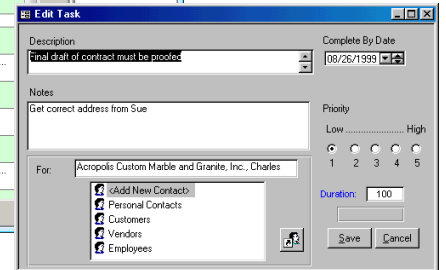 Edit Task
Description
Final draft of contract must be proofed
Complete By Date
08/26/1999
Notes
Get correct address from Sue
Priority
Low ...................... High
1 2 3 4 5
For: Acropolis Custom Marble and Granite, Inc., Charles
<Add New Contact>
Personal Contacts
Customers
Vendors
Employees
Duration: 100
Save Cancel